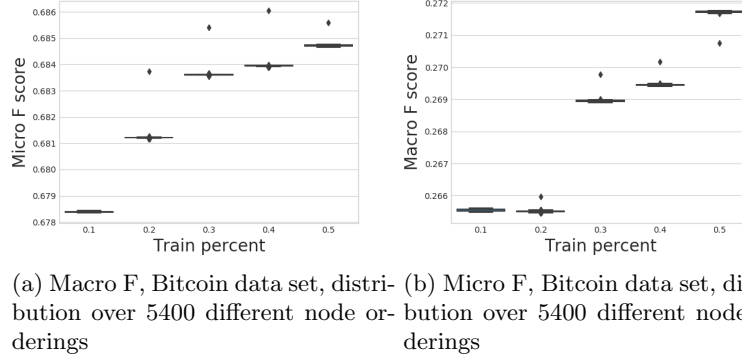 0.686
0.685
0.684
0.683
0.682
0.681
0.680
0.679
0.678
Micro F score
0.1 0.2 0.3 0.4 0.5
Train percent
0.272
0.271
0.270
0.269
0.268
0.267
0.266
Macro F score
0.1 0.2 0.3 0.4 0.5
Train percent
(a) Macro F, Bitcoin data set, distri-
bution over 5400 different node or-
derings
(b) Micro F, Bitcoin data set, di
bution over 5400 different node
derings